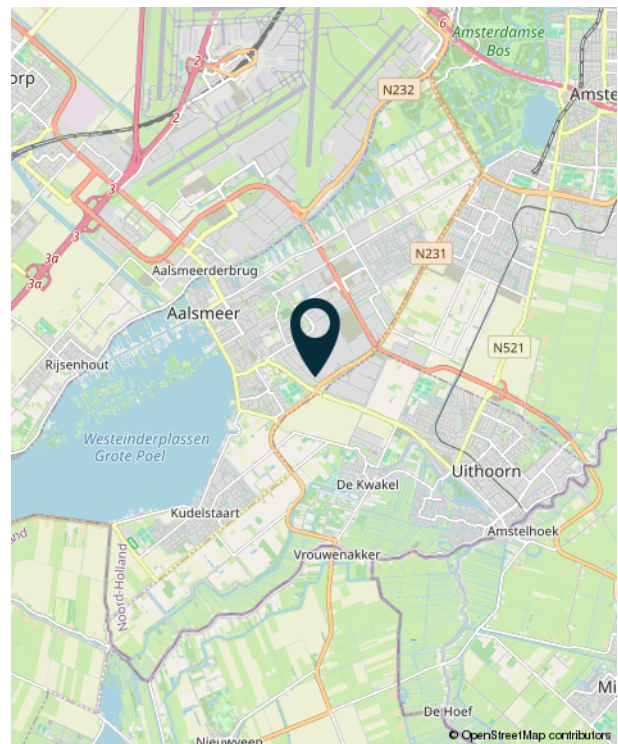 6
Amsterdamse
Bos
2
orp
N232
Amste
2
3
3
3a
3a
N231
Aalsmeerderbrug
Aalsmeer
N521
Rijsenhout
Westeinderplassen
Grote Poel
Uithoorn
De Kwakel
Kudelstaart
Amstelhoek
Vrouwenakker
Noord-Holland
land
Mi
De Hoef
© OpenStreetMap contributors
Nieuwveen